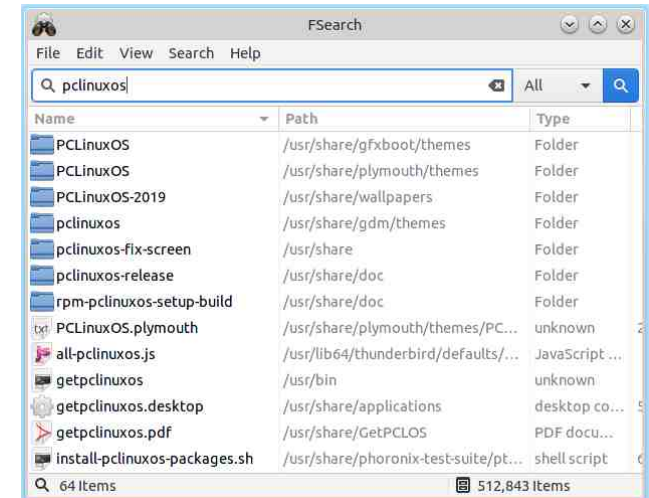 FSearch
File Edit View Search Help
pclinuxos All
Name Path Type
PCLinuxOS /usr/share/gfxboot/themes Folder
PCLinuxOS /usr/share/plymouth/themes Folder
PCLinuxOS-2019 /usr/share/wallpapers Folder
pclinuxos /usr/share/gdm/themes Folder
pclinuxos-fix-screen /usr/share Folder
pclinuxos-release /usr/share/doc Folder
rpm-pclinuxos-setup-build /usr/share/doc Folder
txt PCLinuxOS.plymouth /usr/share/plymouth/themes/PC... unknown
all-pclinuxos.js /usr/lib64/thunderbird/defaults/... JavaScript ...
getpclinuxos /usr/bin unknown
getpclinuxos.desktop /usr/share/applications desktop co...
getpclinuxos.pdf /usr/share/GetPCLOS PDF docu...
install-pclinuxos-packages.sh /usr/share/phoronix-test-suite/pt... shell script
64 Items 512,843 Items